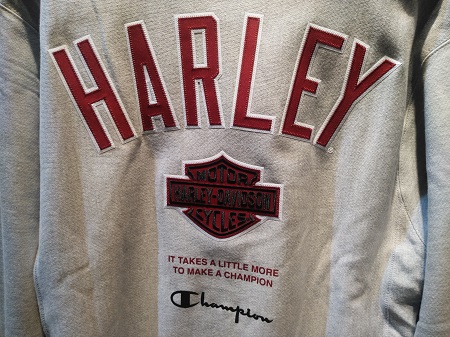 HARLEY
MOTOR
HARLEY-DAVIDSON
CYCLES
IT TAKES A LITTLE MORE
TO MAKE A CHAMPION
Champion